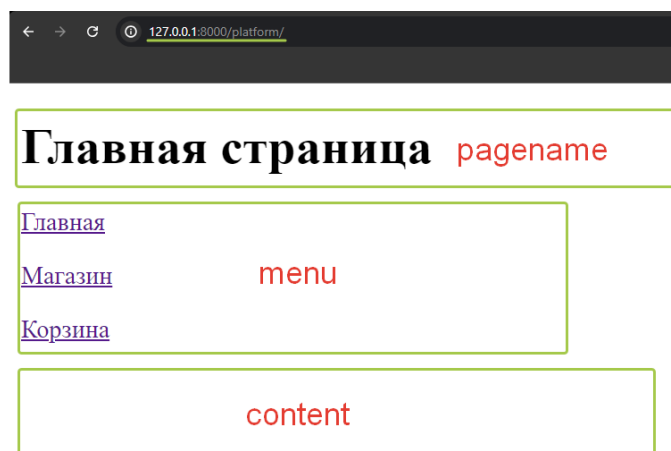 127.0.0.1:8000/platform/
Главная страница pagename
Главная
Магазин menu
Корзина
content